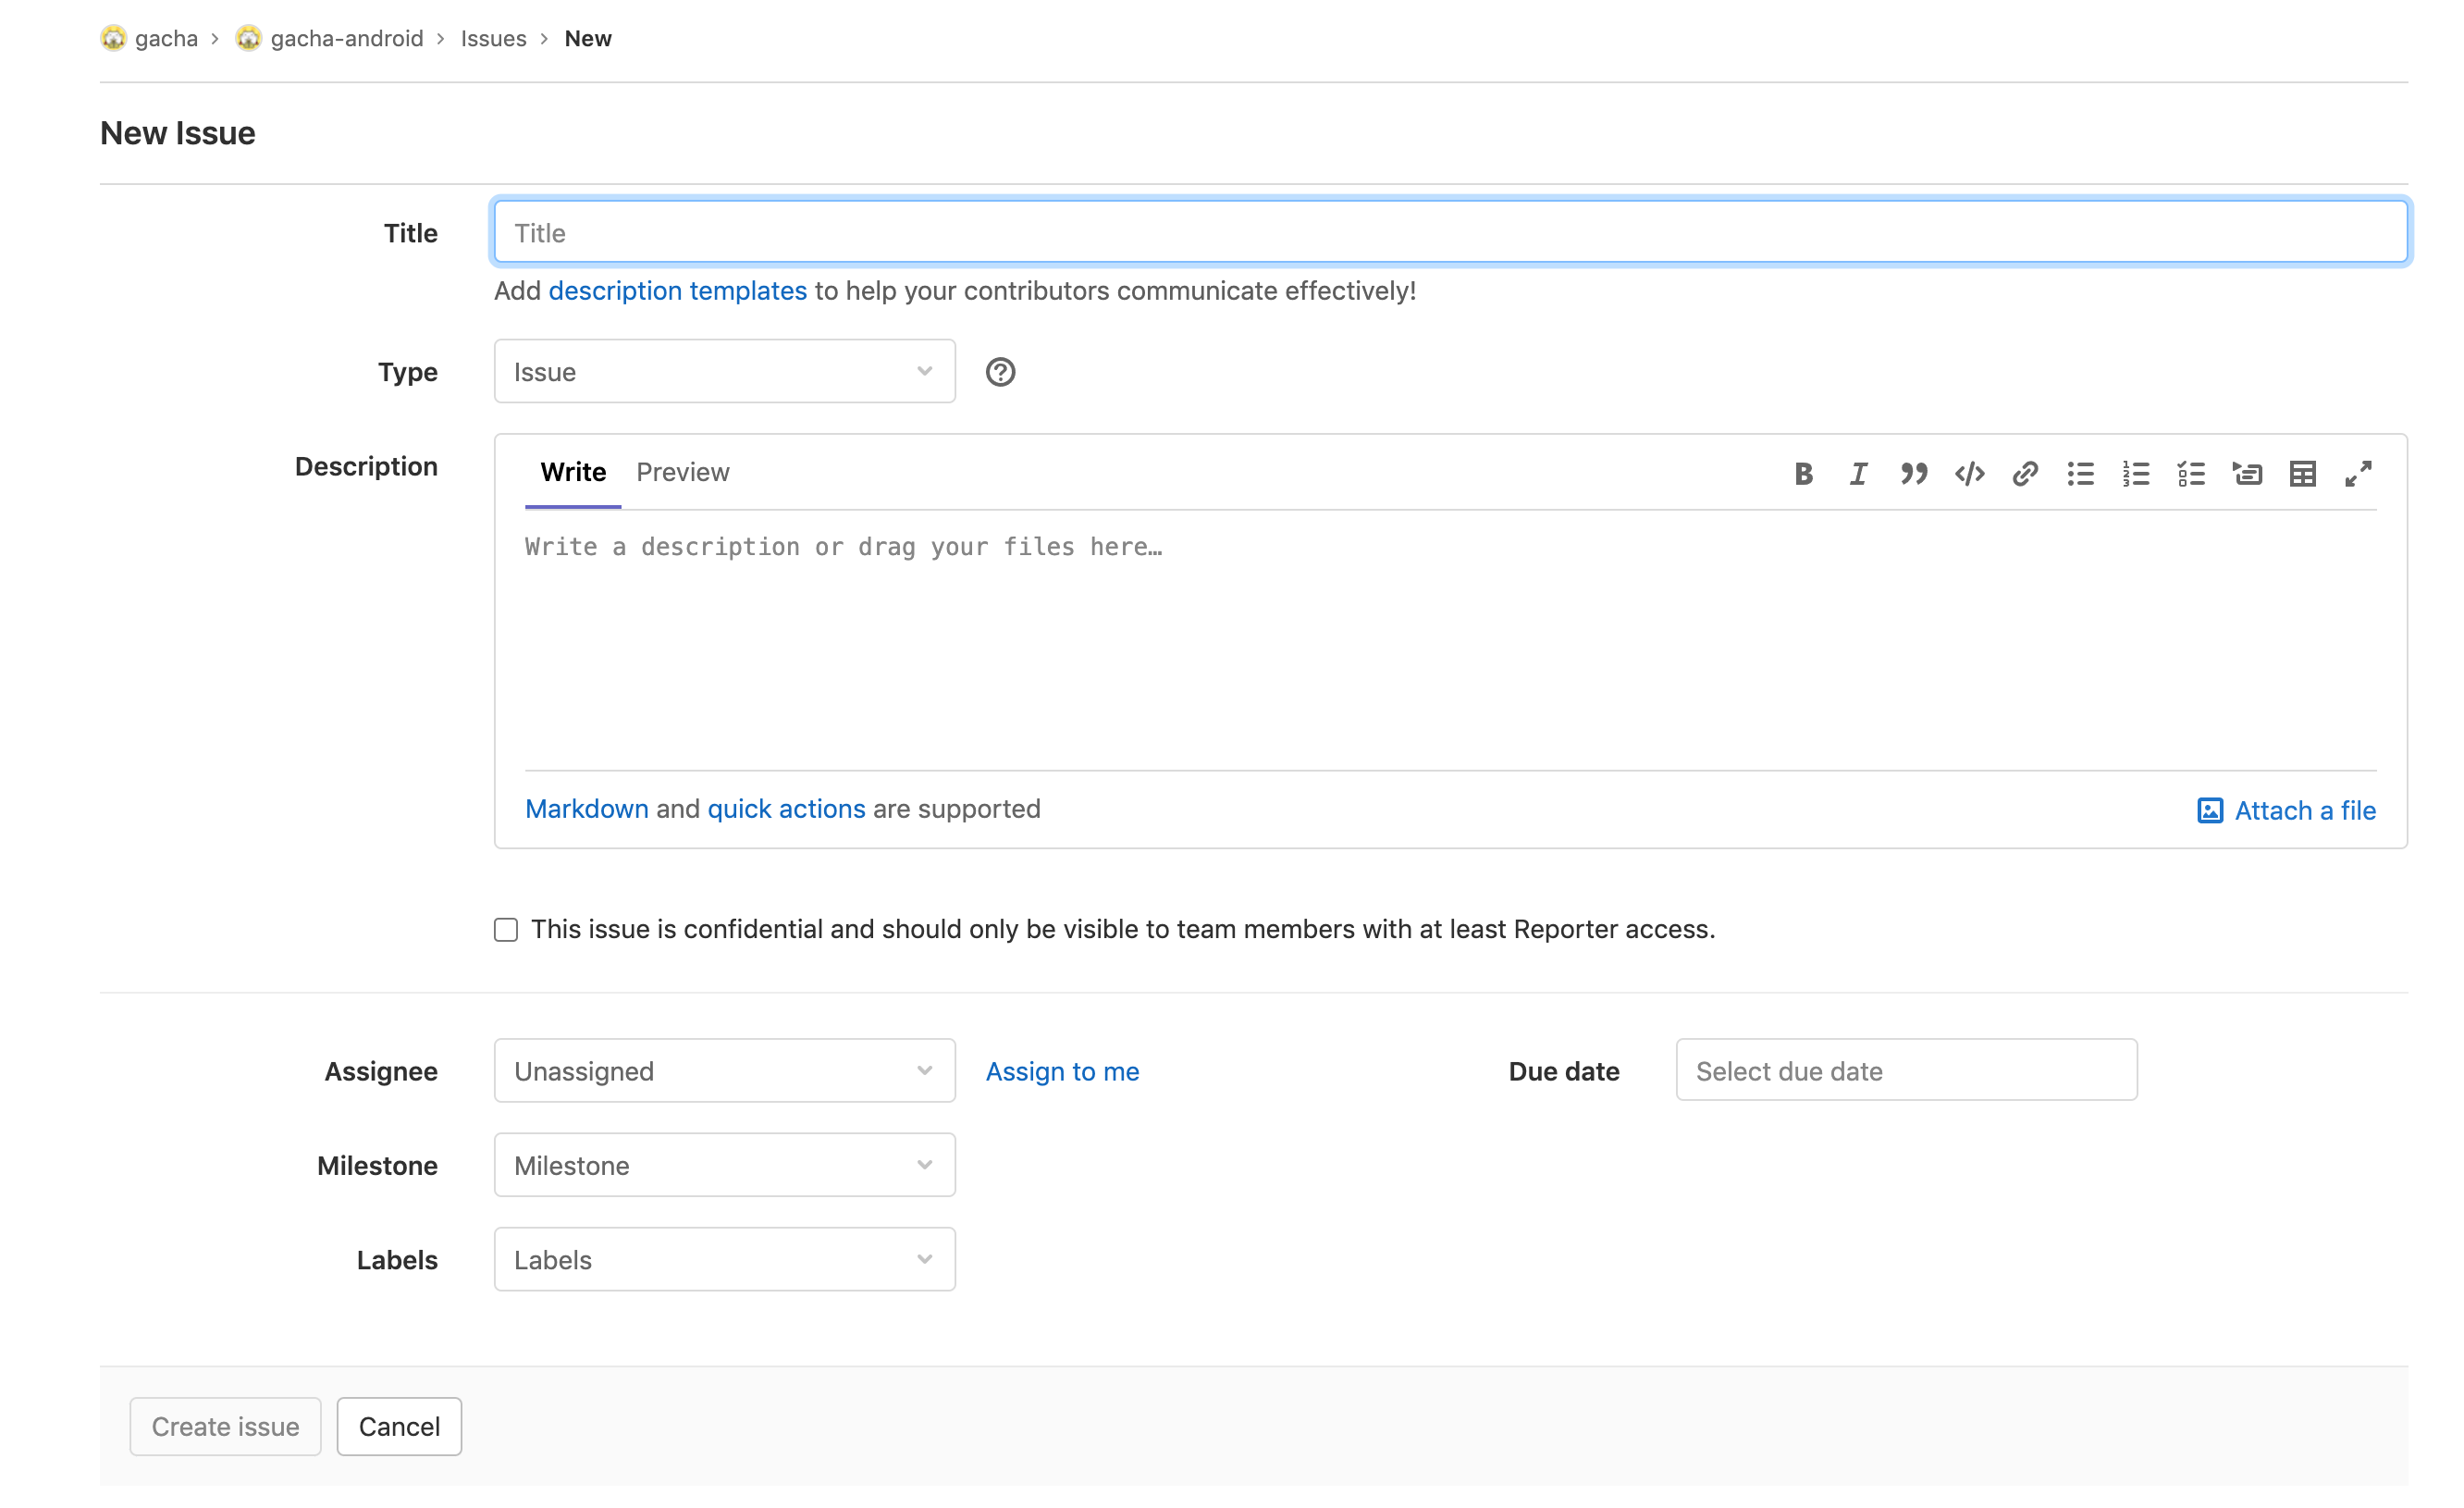 gacha > gacha-android > Issues > New
New Issue
Title
Title
Add description templates to help your contributors communicate effectively!
Type
Issue
Description
Write Preview
Write a description or drag your files here…
Markdown and quick actions are supported
Attach a file
This issue is confidential and should only be visible to team members with at least Reporter access.
Assignee
Unassigned
Assign to me
Due date
Select due date
Milestone
Milestone
Labels
Labels
Create issue
Cancel